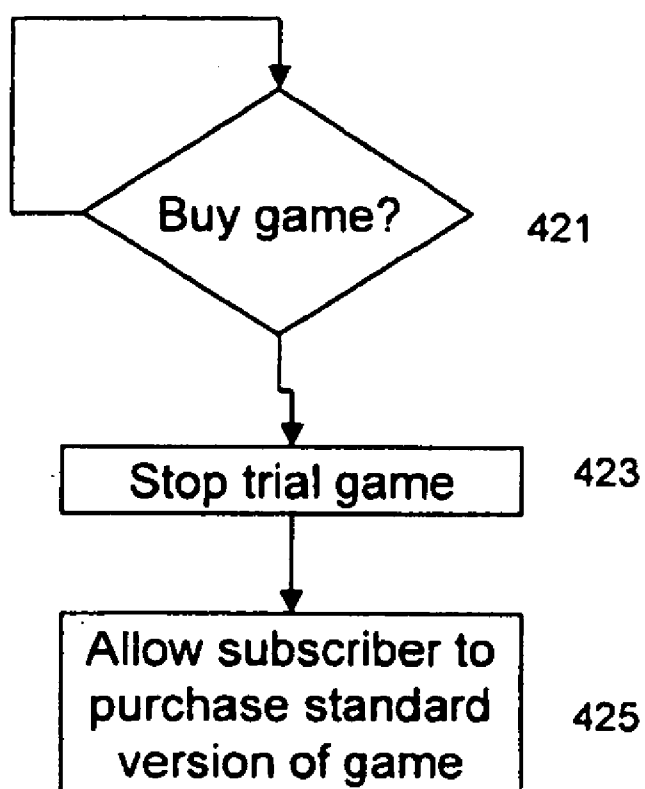 Buy game?
421
Stop trial game
423
Allow subscriber to
purchase standard
version of game
425